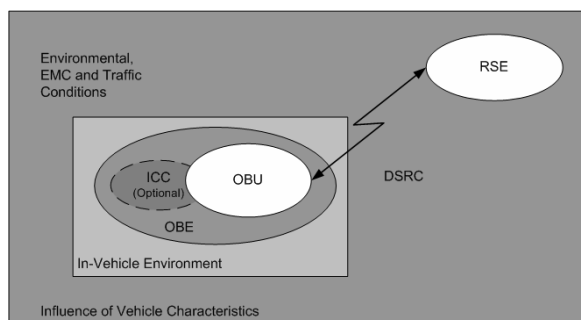 Environmental,
EMC and Traffic
Conditions
RSE
ICC
(Optional)
OBU
DSRC
OBE
In-Vehicle Environment
Influence of Vehicle Characteristics